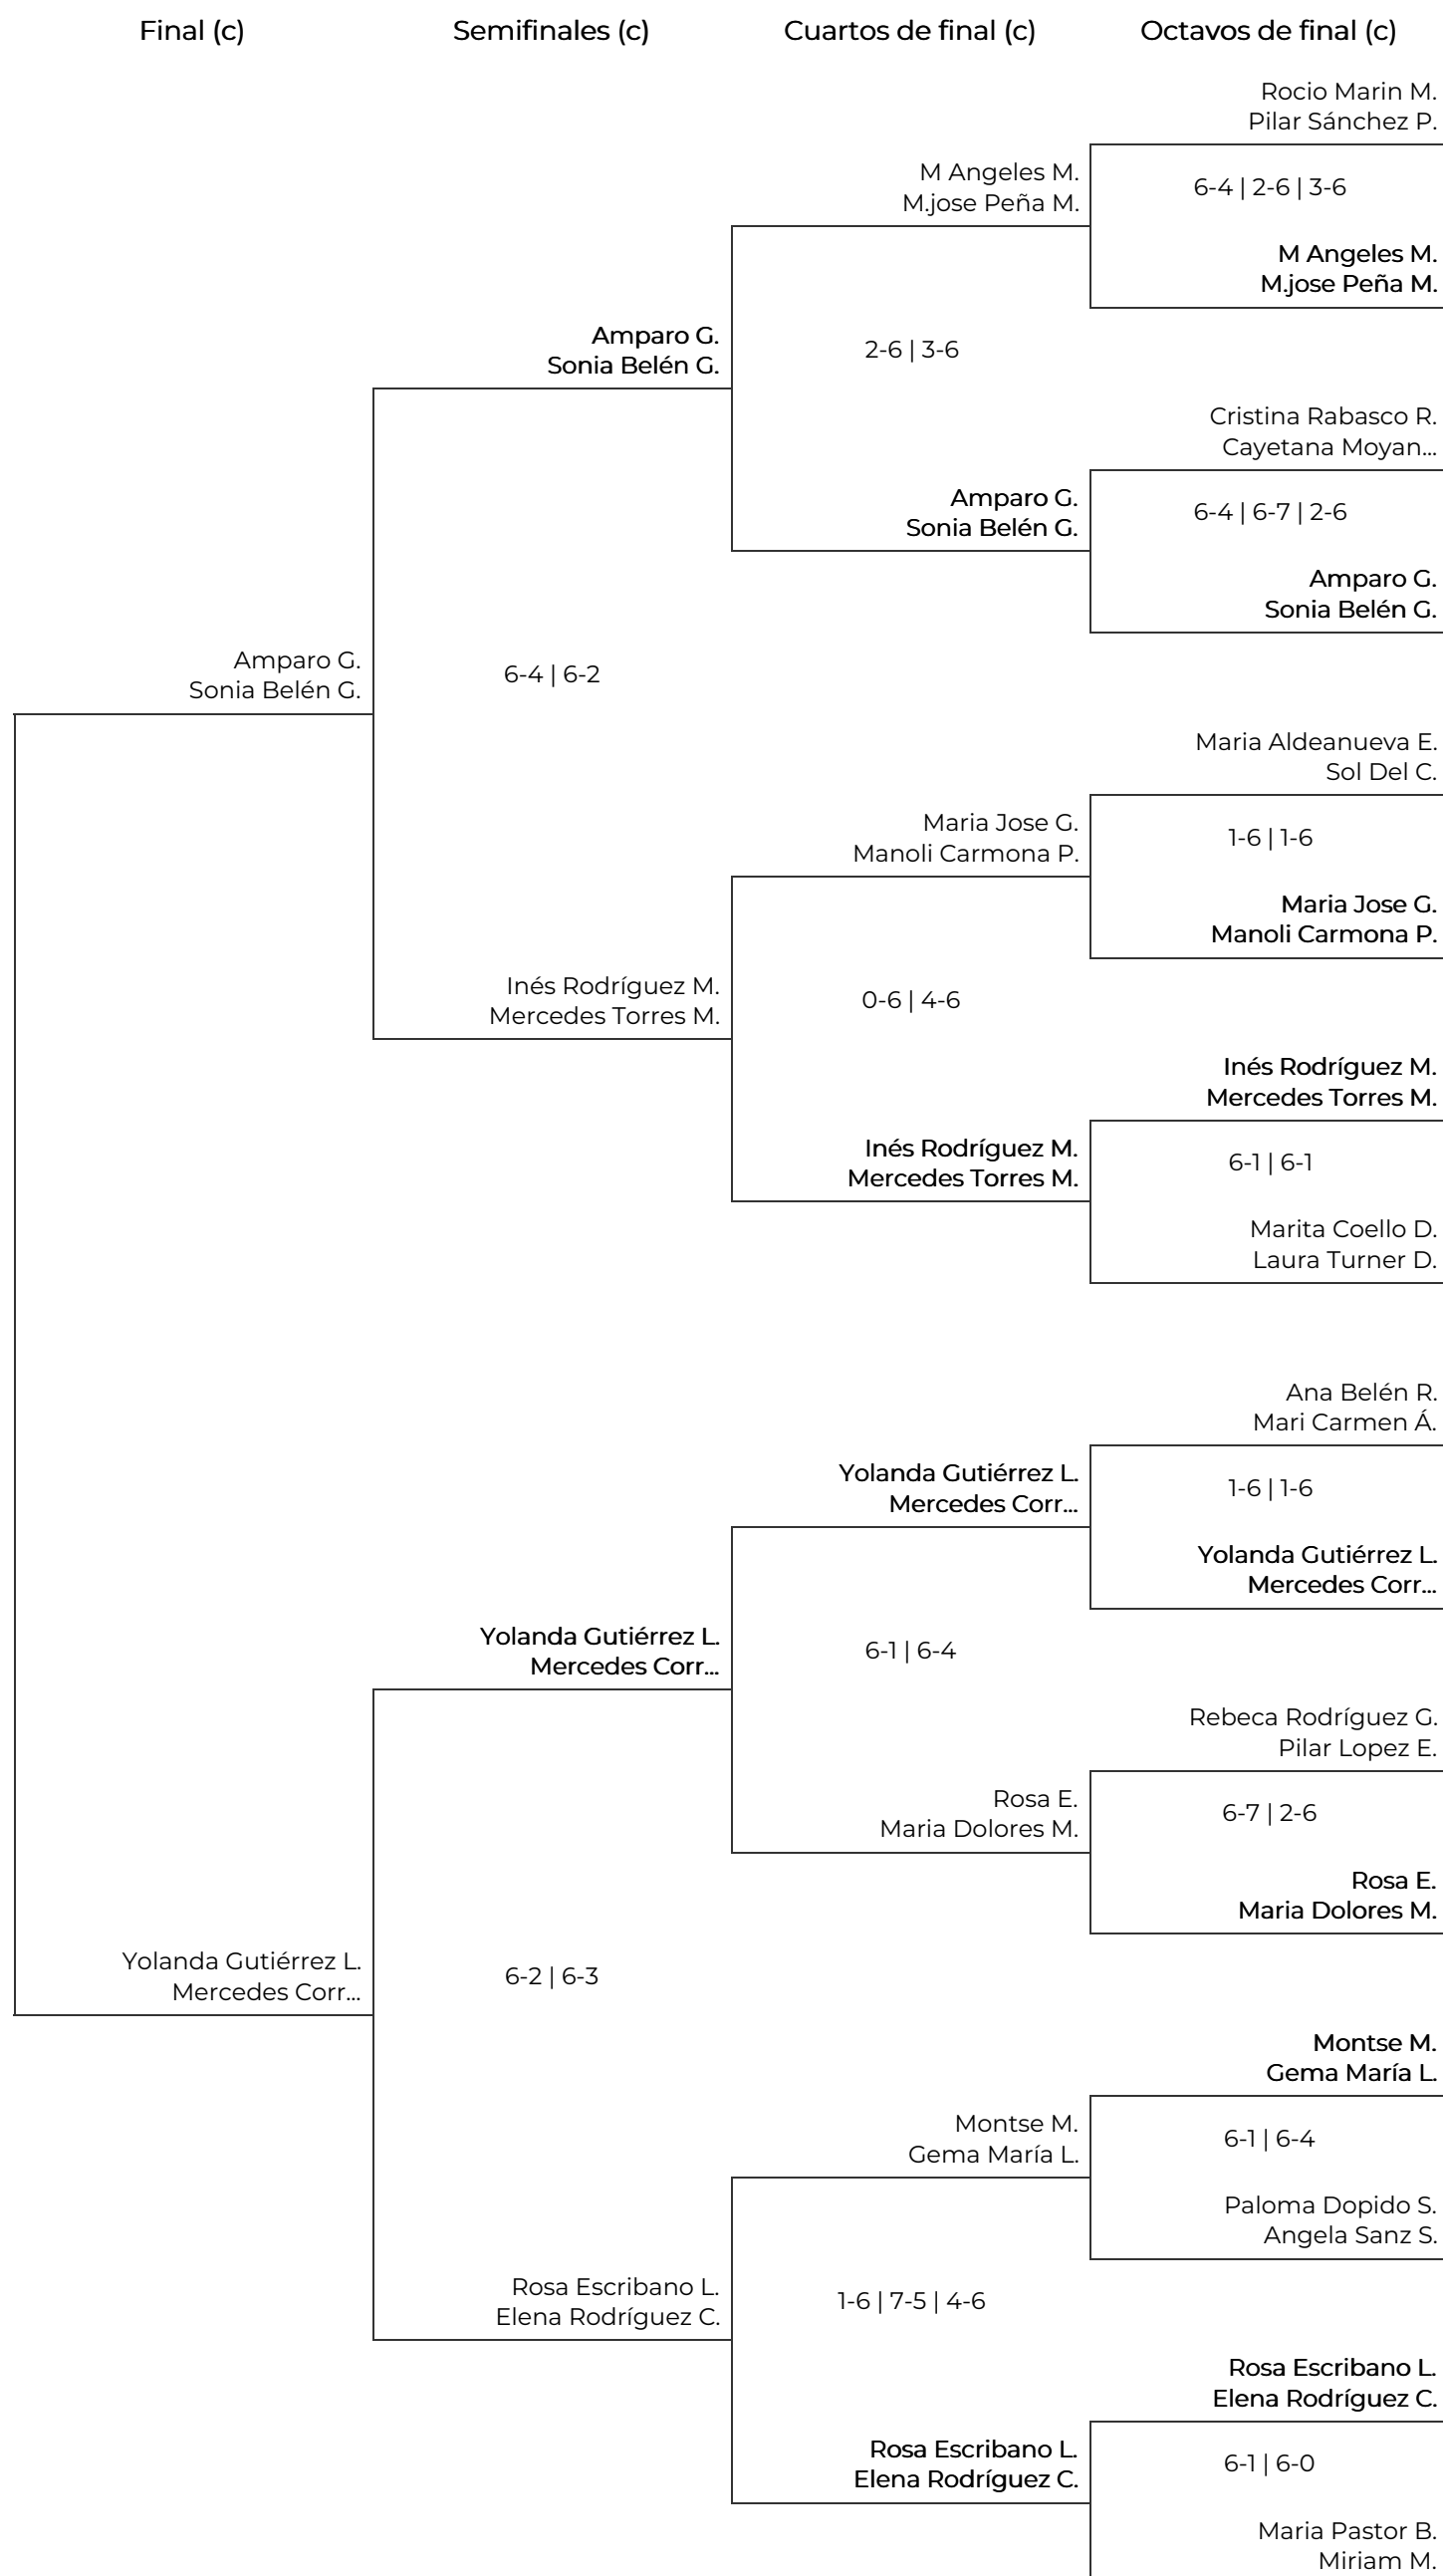 Final (c)
Semifinales (c)
Cuartos de final (c)
Octavos de final (c)
Rocio Marin M.
Pilar Sánchez P.
M Angeles M.
M.jose Peña M.
6-4 | 2-6 | 3-6
M Angeles M.
M.jose Peña M.
Amparo G.
Sonia Belén G.
2-6 | 3-6
Cristina Rabasco R.
Cayetana Moyan...
Amparo G.
Sonia Belén G.
6-4 | 6-7 | 2-6
Amparo G.
Sonia Belén G.
Amparo G.
Sonia Belén G.
6-4 | 6-2
Maria Aldeanueva E.
Sol Del C.
Maria Jose G.
Manoli Carmona P.
1-6 | 1-6
Maria Jose G.
Manoli Carmona P.
Inés Rodríguez M.
Mercedes Torres M.
0-6 | 4-6
Inés Rodríguez M.
Mercedes Torres M.
Inés Rodríguez M.
Mercedes Torres M.
6-1 | 6-1
Marita Coello D.
Laura Turner D.
Ana Belén R.
Mari Carmen Á.
Yolanda Gutiérrez L.
Mercedes Corr...
1-6 | 1-6
Yolanda Gutiérrez L.
Mercedes Corr...
Yolanda Gutiérrez L.
Mercedes Corr...
6-1 | 6-4
Rebeca Rodríguez G.
Pilar Lopez E.
Rosa E.
Maria Dolores M.
6-7 | 2-6
Rosa E.
Maria Dolores M.
Yolanda Gutiérrez L.
Mercedes Corr...
6-2 | 6-3
Montse M.
Gema María L.
Montse M.
Gema María L.
6-1 | 6-4
Paloma Dopido S.
Angela Sanz S.
Rosa Escribano L.
Elena Rodríguez C.
1-6 | 7-5 | 4-6
Rosa Escribano L.
Elena Rodríguez C.
Rosa Escribano L.
Elena Rodríguez C.
6-1 | 6-0
Maria Pastor B.
Miriam M.